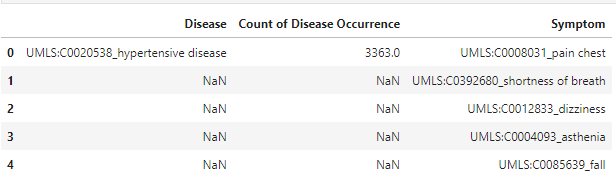 Disease Count of Disease Occurrence Symptom
0 UMLS:C0020538_hypertensive disease 3363.0 UMLS:C0008031_pain chest
1 NaN NaN UMLS:C0392680_shortness of breath
2 NaN NaN UMLS:C0012833_dizziness
3 NaN NaN UMLS:C0004093_asthenia
4 NaN NaN UMLS:C0085639_fall